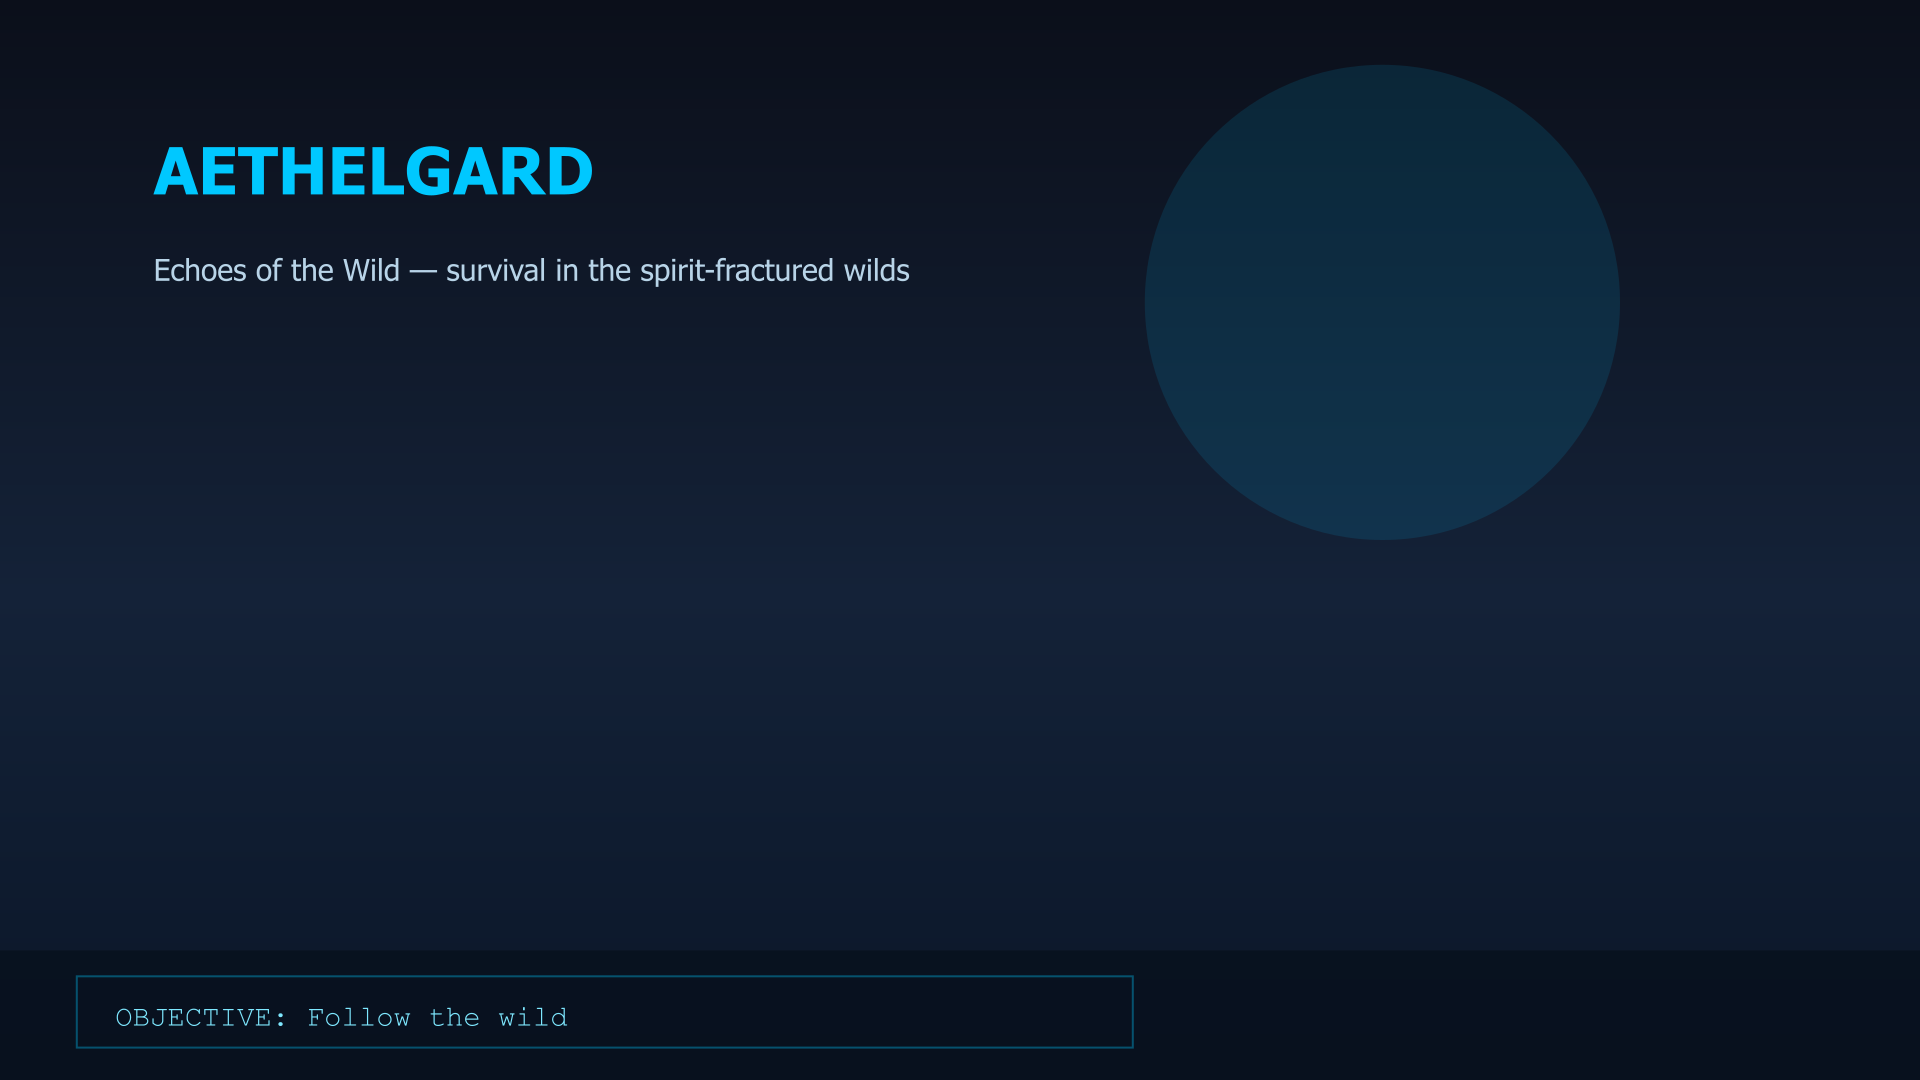 AETHELGARD
Echoes of the Wild — survival in the spirit-fractured wilds
OBJECTIVE: Follow the wild